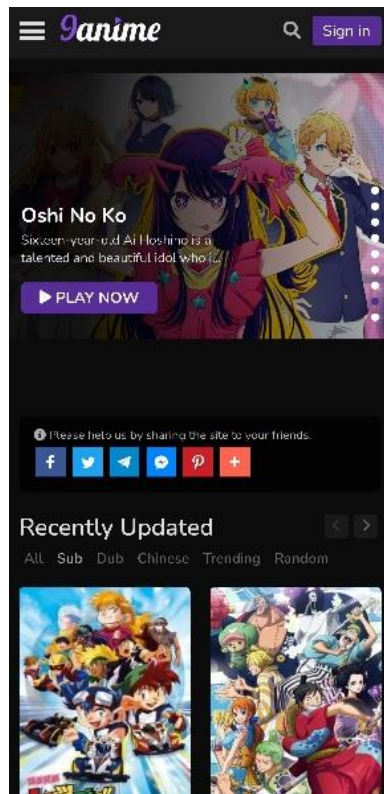 9anime
Sign in
Oshi No Ko
Sixteen-year-old Ai Hoshino is a
talented and beautiful idol who i...
PLAY NOW
Please help us by sharing the site to your friends.
Recently Updated
All Sub Dub Chinese Trending Random